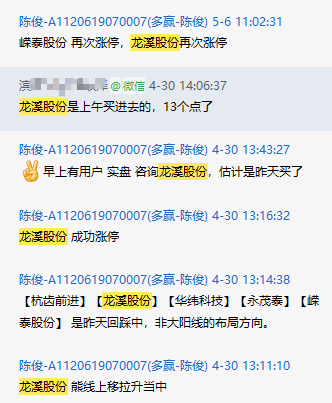 陈俊-A1120619070007(多赢-陈俊) 5-6 11:02:31
嵘泰股份 再次涨停，龙溪股份再次涨停
滨 @微信 4-30 14:06:37
龙溪股份是上午买进去的，13个点了
陈俊-A1120619070007(多赢-陈俊) 4-30 13:43:27
早上有用户 实盘 咨询龙溪股份，估计是昨天买了
陈俊-A1120619070007(多赢-陈俊) 4-30 13:16:32
龙溪股份 成功涨停
陈俊-A1120619070007(多赢-陈俊) 4-30 13:14:38
【杭齿前进】【龙溪股份】【华纬科技】【永茂泰】【嵘
泰股份】 是昨天回踩中，非大阳线的布局方向。
陈俊-A1120619070007(多赢-陈俊) 4-30 13:11:10
龙溪股份 能线上移拉升当中